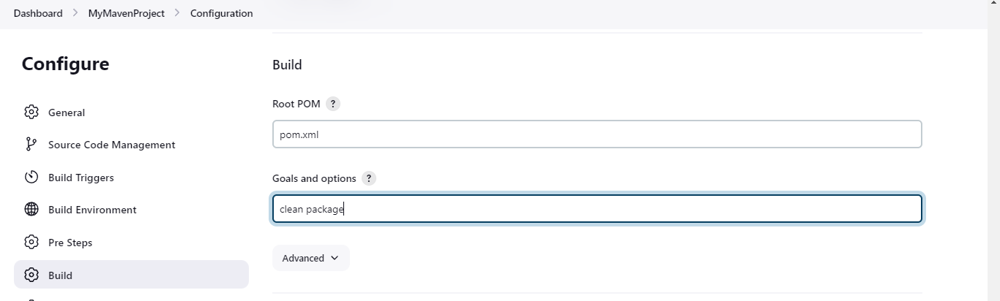 Dashboard > MyMavenProject > Configuration
Configure
General
Source Code Management
Build Triggers
Build Environment
Pre Steps
Build
Build
Root POM ?
pom.xml
Goals and options ?
clean package
Advanced